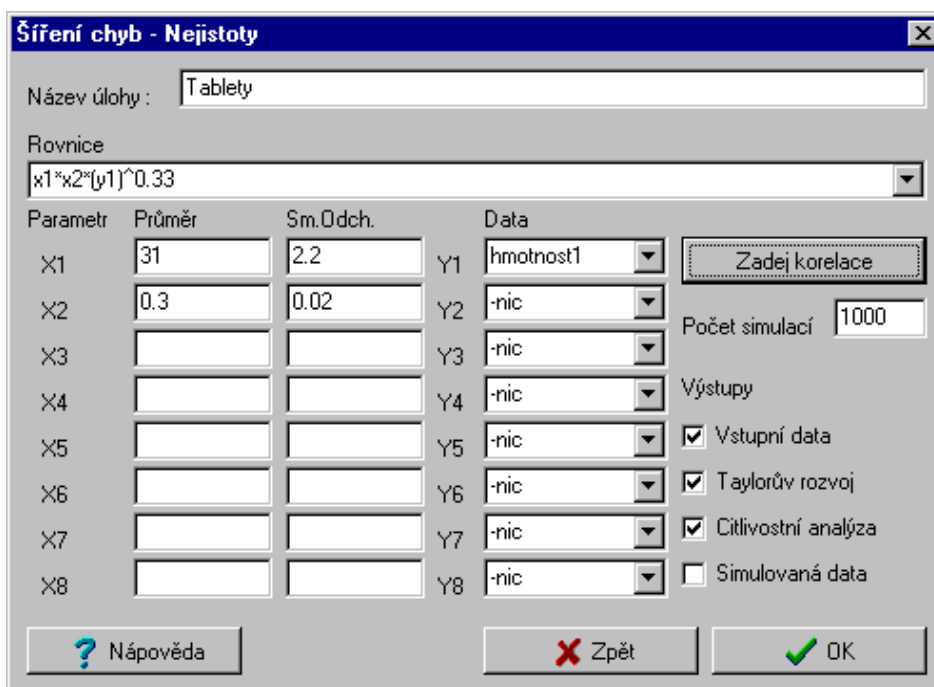 Šíření chyb - Nejistoty
Název úlohy : Tablety
Rovnice
x1*x2*(y1)^0.33
Parametr Průměr Sm.Odch. Data
X1 31 2.2 Y1 hmotnost1 Zadej korelace
X2 0.3 0.02 Y2 -nic
Počet simulací 1000
X3 Y3 -nic
X4 Y4 -nic Výstupy
X5 Y5 -nic Vstupní data
X6 Y6 -nic Taylorův rozvoj
X7 Y7 -nic Citlivostní analýza
X8 Y8 -nic Simulovaná data
? Nápověda Zpět OK